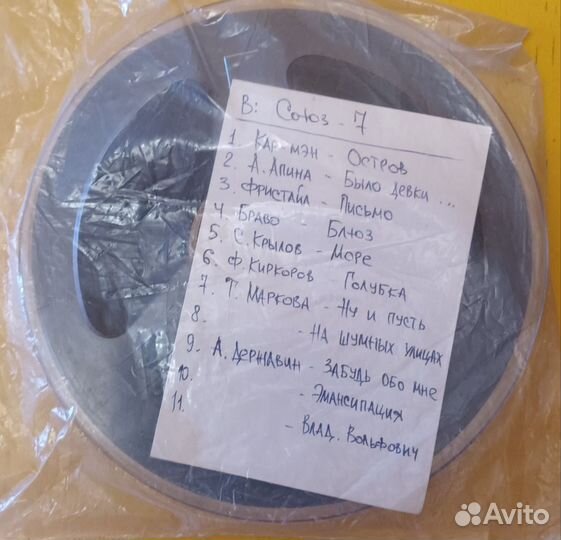 В: Союз - 7
1. Кар-мэн - Остров
2. А. Апина - Было девки ...
3. Фристайл - Письмо
4. Браво - Блюз
5. С. Крылов - Море
6. Ф. Киркоров - Голубка
7. Т. Маркова - Ну и пусть
8. - На шумных улицах
9. А. Державин - Забудь обо мне
10. - Эмансипация
11. - Влад. Вольфович
Avito